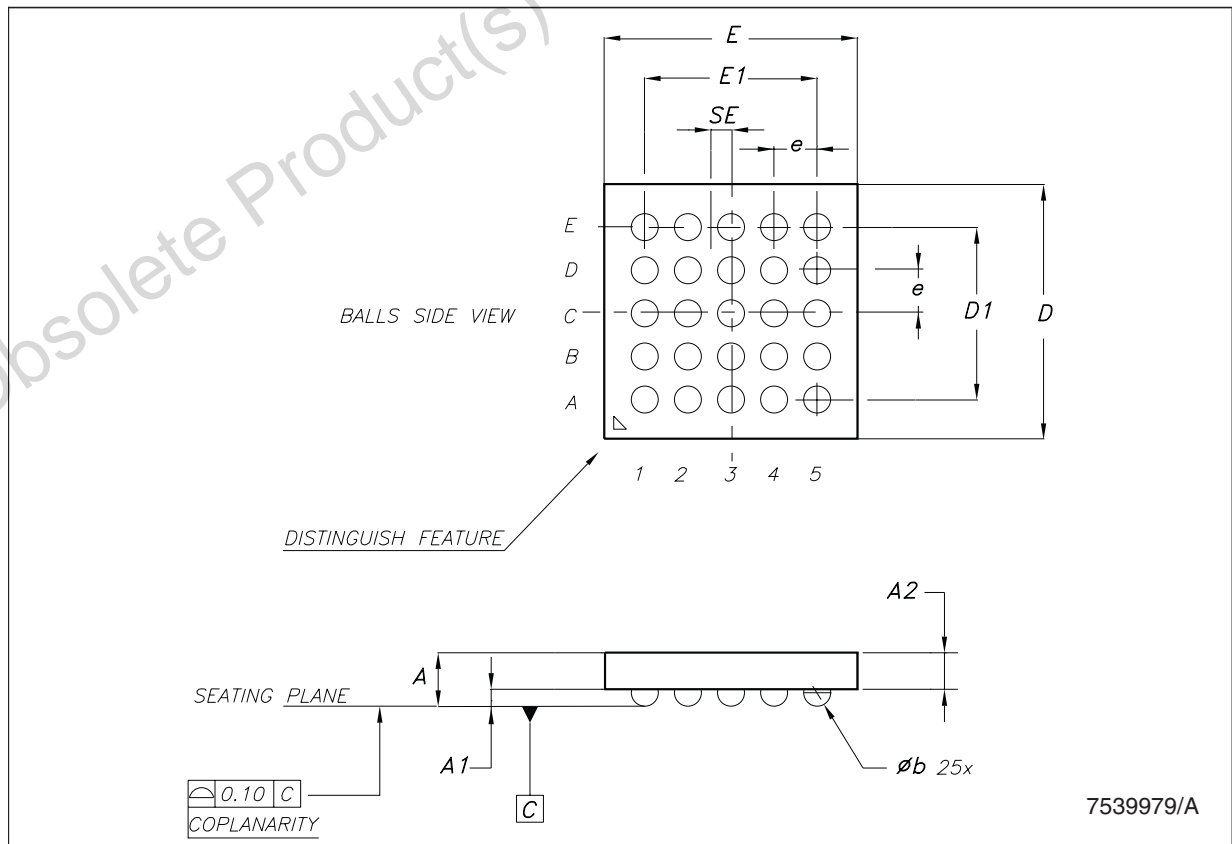 Obsolete Product(s)
E
E1
SE
e
E
D
e
D1
D
BALLS SIDE VIEW
C
B
A
1 2 3 4 5
DISTINGUISH FEATURE
A2
A
SEATING PLANE
A1
Øb 25x
⌓ 0.10 C
C
COPLANARITY
7539979/A